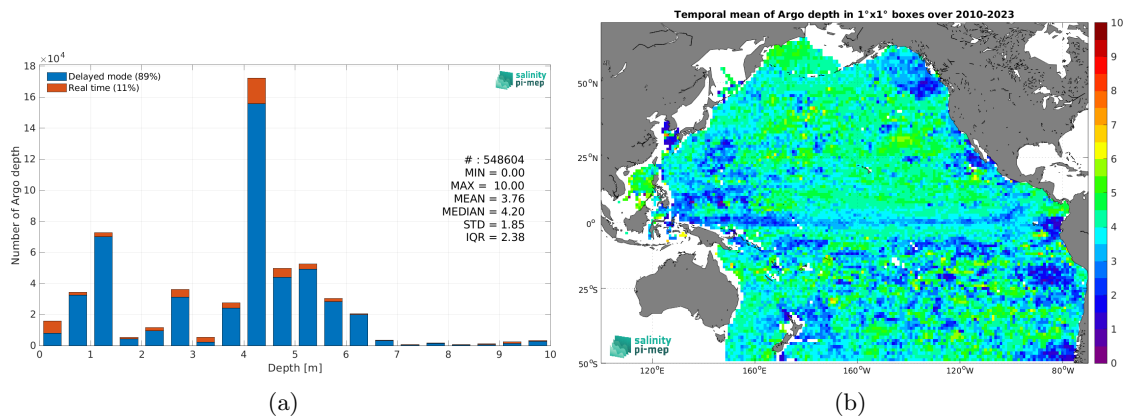 ×10⁴
18
16
14
12
10
8
6
4
2
0
Number of Argo depth
Delayed mode (89%)
Real time (11%)
salinity
pi-mep
# : 548604
MIN = 0.00
MAX = 10.00
MEAN = 3.76
MEDIAN = 4.20
STD = 1.85
IQR = 2.38
0 1 2 3 4 5 6 7 8 9 10
Depth [m]
(a)
Temporal mean of Argo depth in 1°x1° boxes over 2010-2023
50°N
25°N
0°
25°S
50°S
salinity
pi-mep
120°E 160°E 160°W 120°W 80°W
10
9
8
7
6
5
4
3
2
1
0
(b)